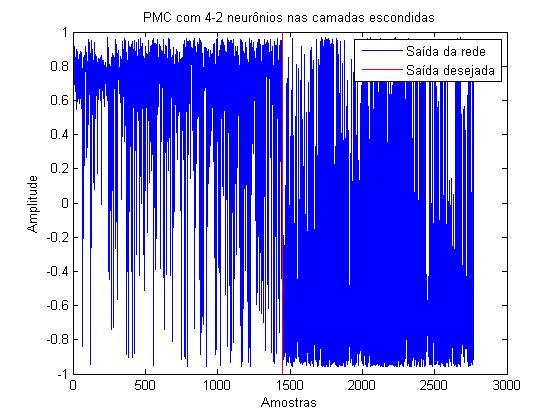 PMC com 4-2 neurônios nas camadas escondidas
Saída da rede
Saída desejada
Amplitude
1
0.8
0.6
0.4
0.2
0
-0.2
-0.4
-0.6
-0.8
-1
0 500 1000 1500 2000 2500 3000
Amostras